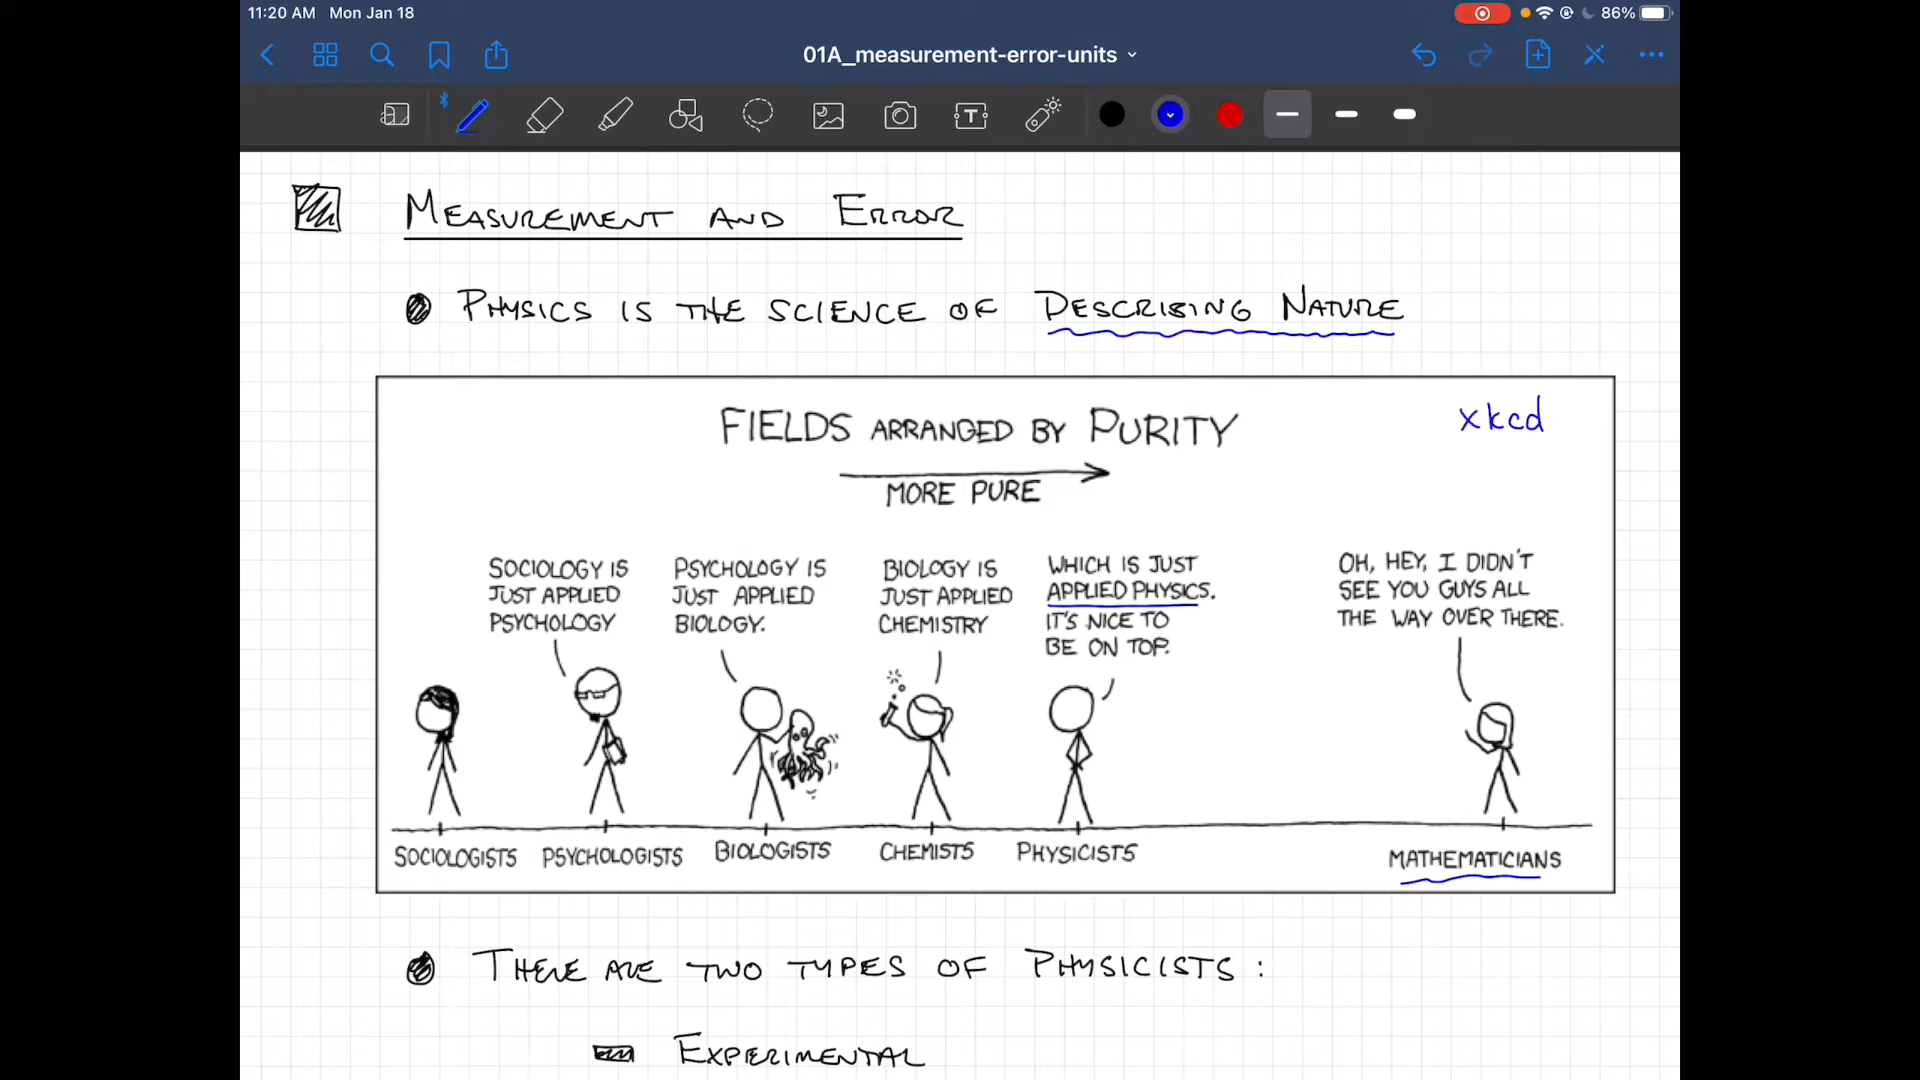 11:20 AM Mon Jan 18
86%
01A_measurement-error-units
T
MEASUREMENT AND ERROR
PHYSICS IS THE SCIENCE OF DESCRIBING NATURE
FIELDS ARRANGED BY PURITY
xkcd
MORE PURE
SOCIOLOGY IS
JUST APPLIED
PSYCHOLOGY
PSYCHOLOGY IS
JUST APPLIED
BIOLOGY.
BIOLOGY IS
JUST APPLIED
CHEMISTRY
WHICH IS JUST
APPLIED PHYSICS.
IT'S NICE TO
BE ON TOP.
OH, HEY, I DIDN'T
SEE YOU GUYS ALL
THE WAY OVER THERE.
SOCIOLOGISTS PSYCHOLOGISTS BIOLOGISTS CHEMISTS PHYSICISTS MATHEMATICIANS
THERE ARE TWO TYPES OF PHYSICISTS:
EXPERIMENTAL